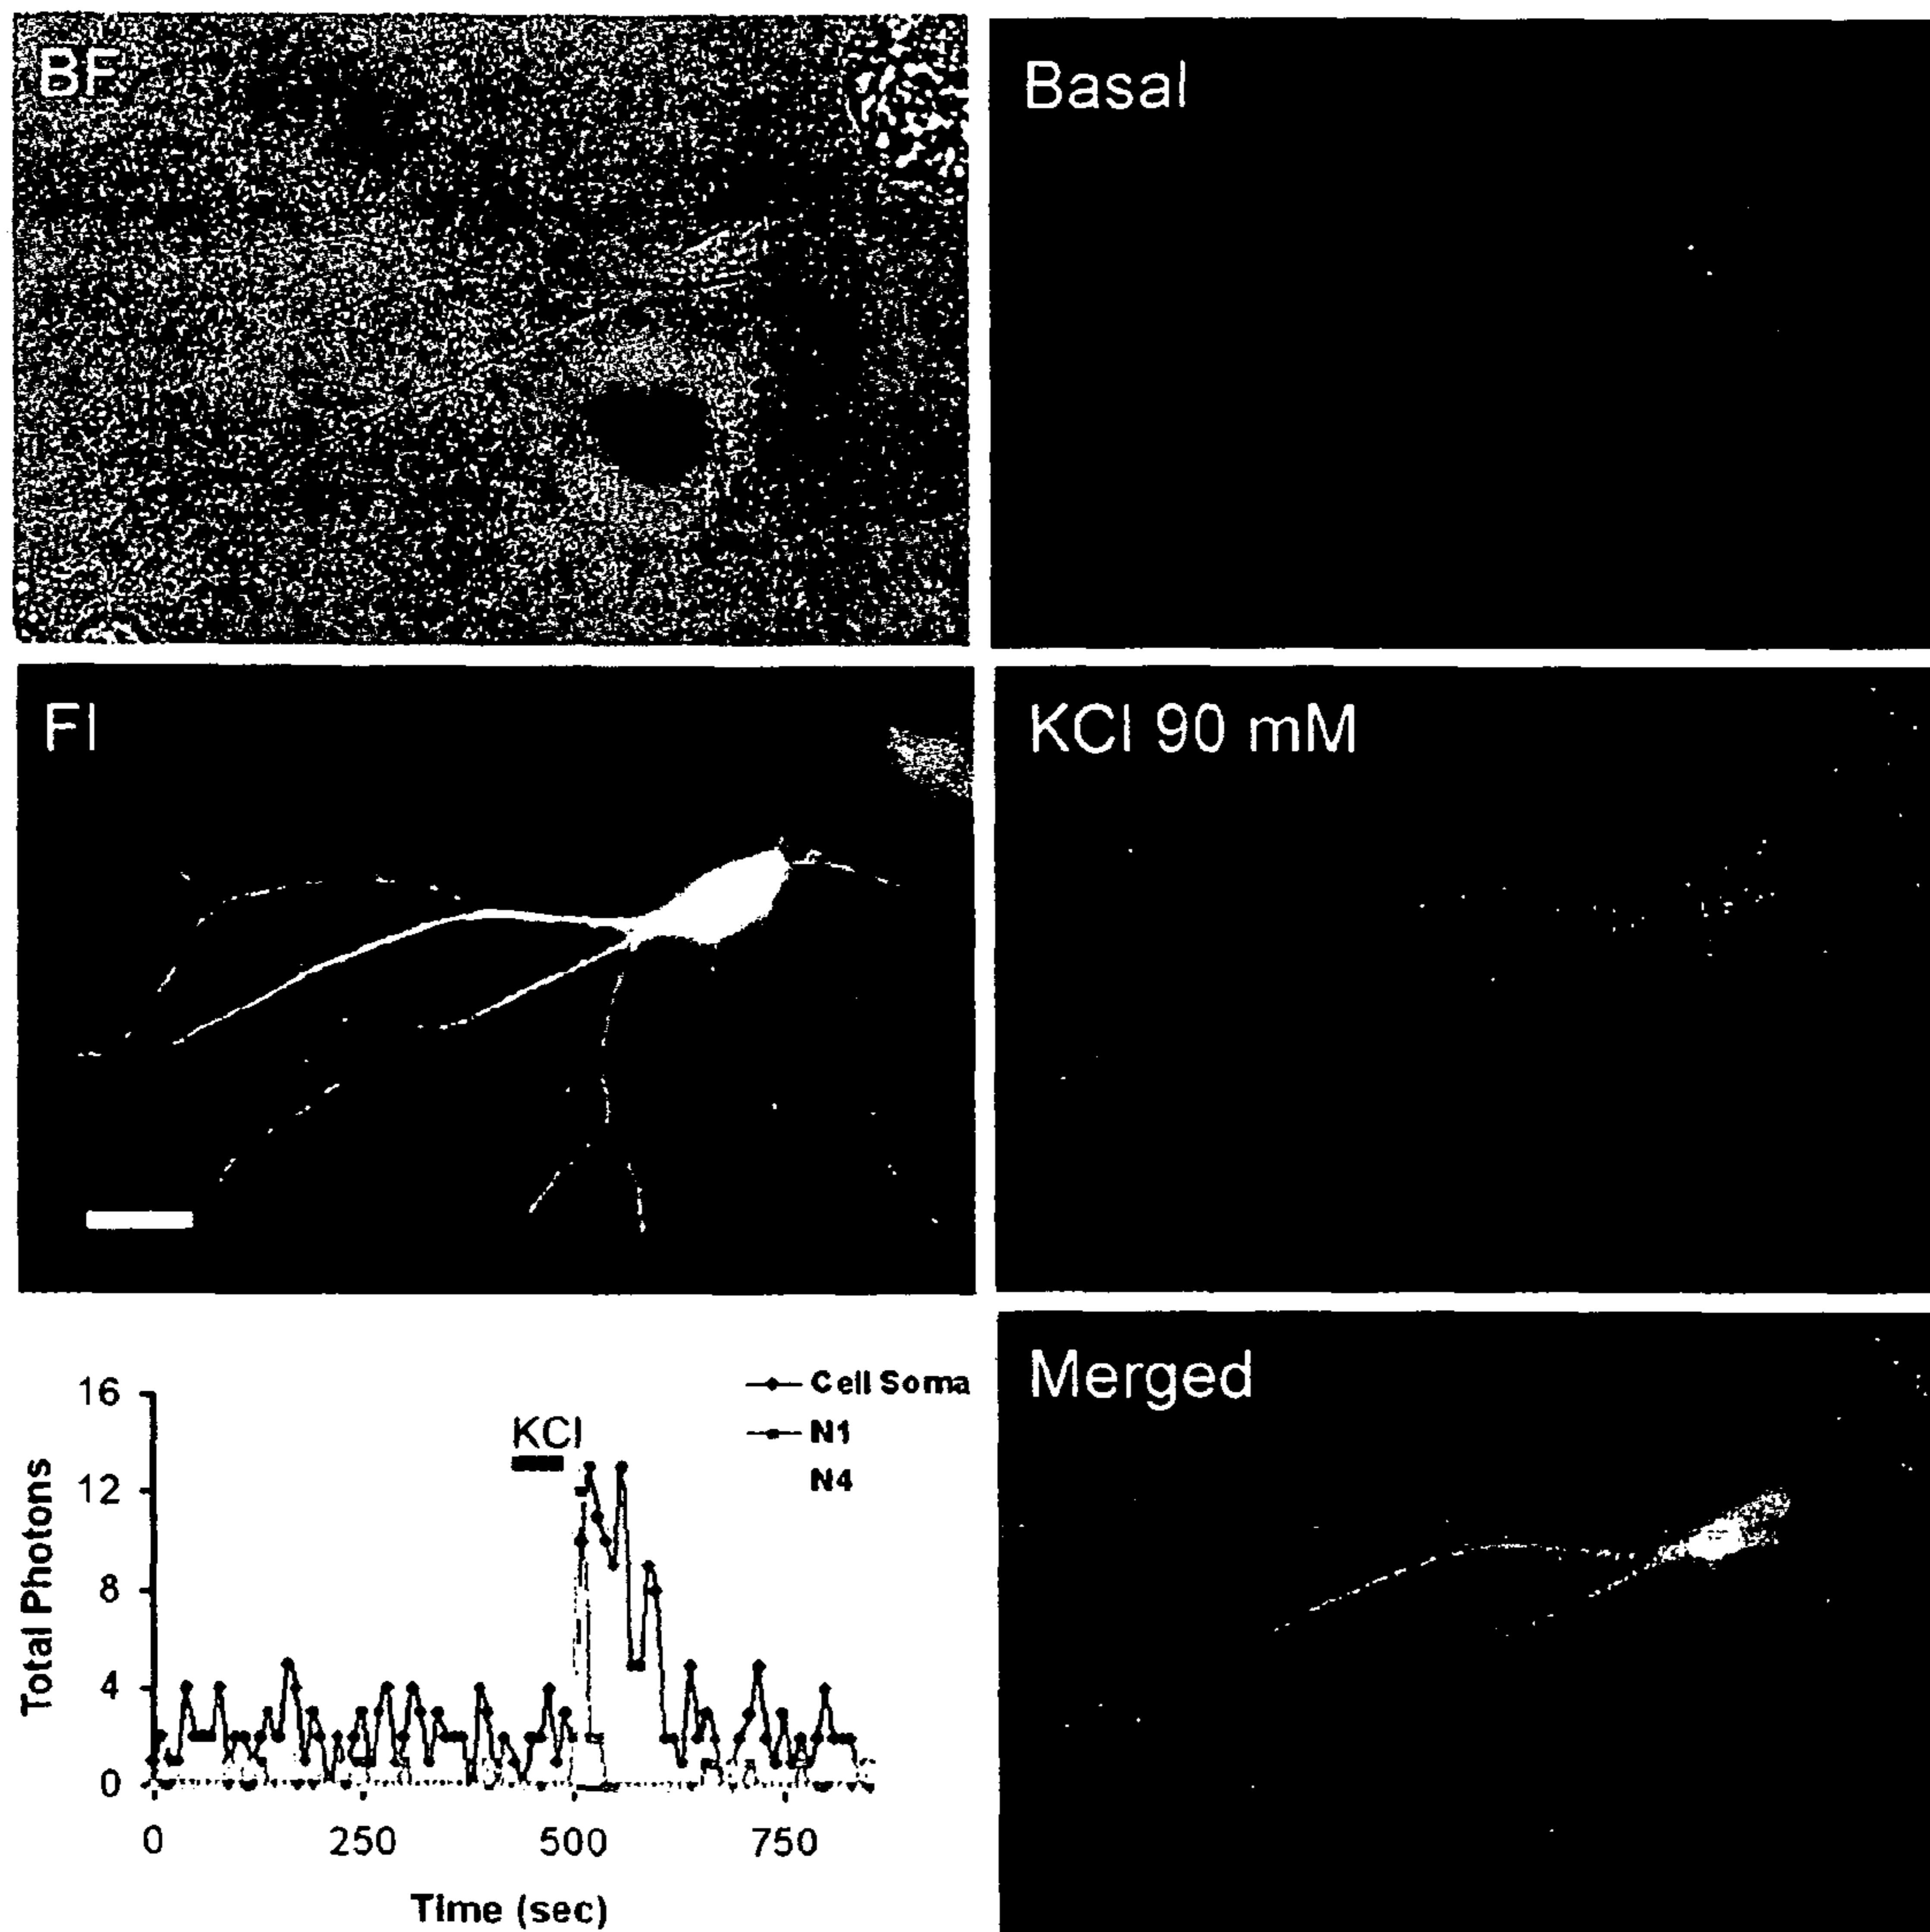 BF
Basal
Fl
KCl 90 mM
Merged
Cell Soma
N1
N4
KCl
16
12
8
4
0
Total Photons
0
250
500
750
Time (sec)